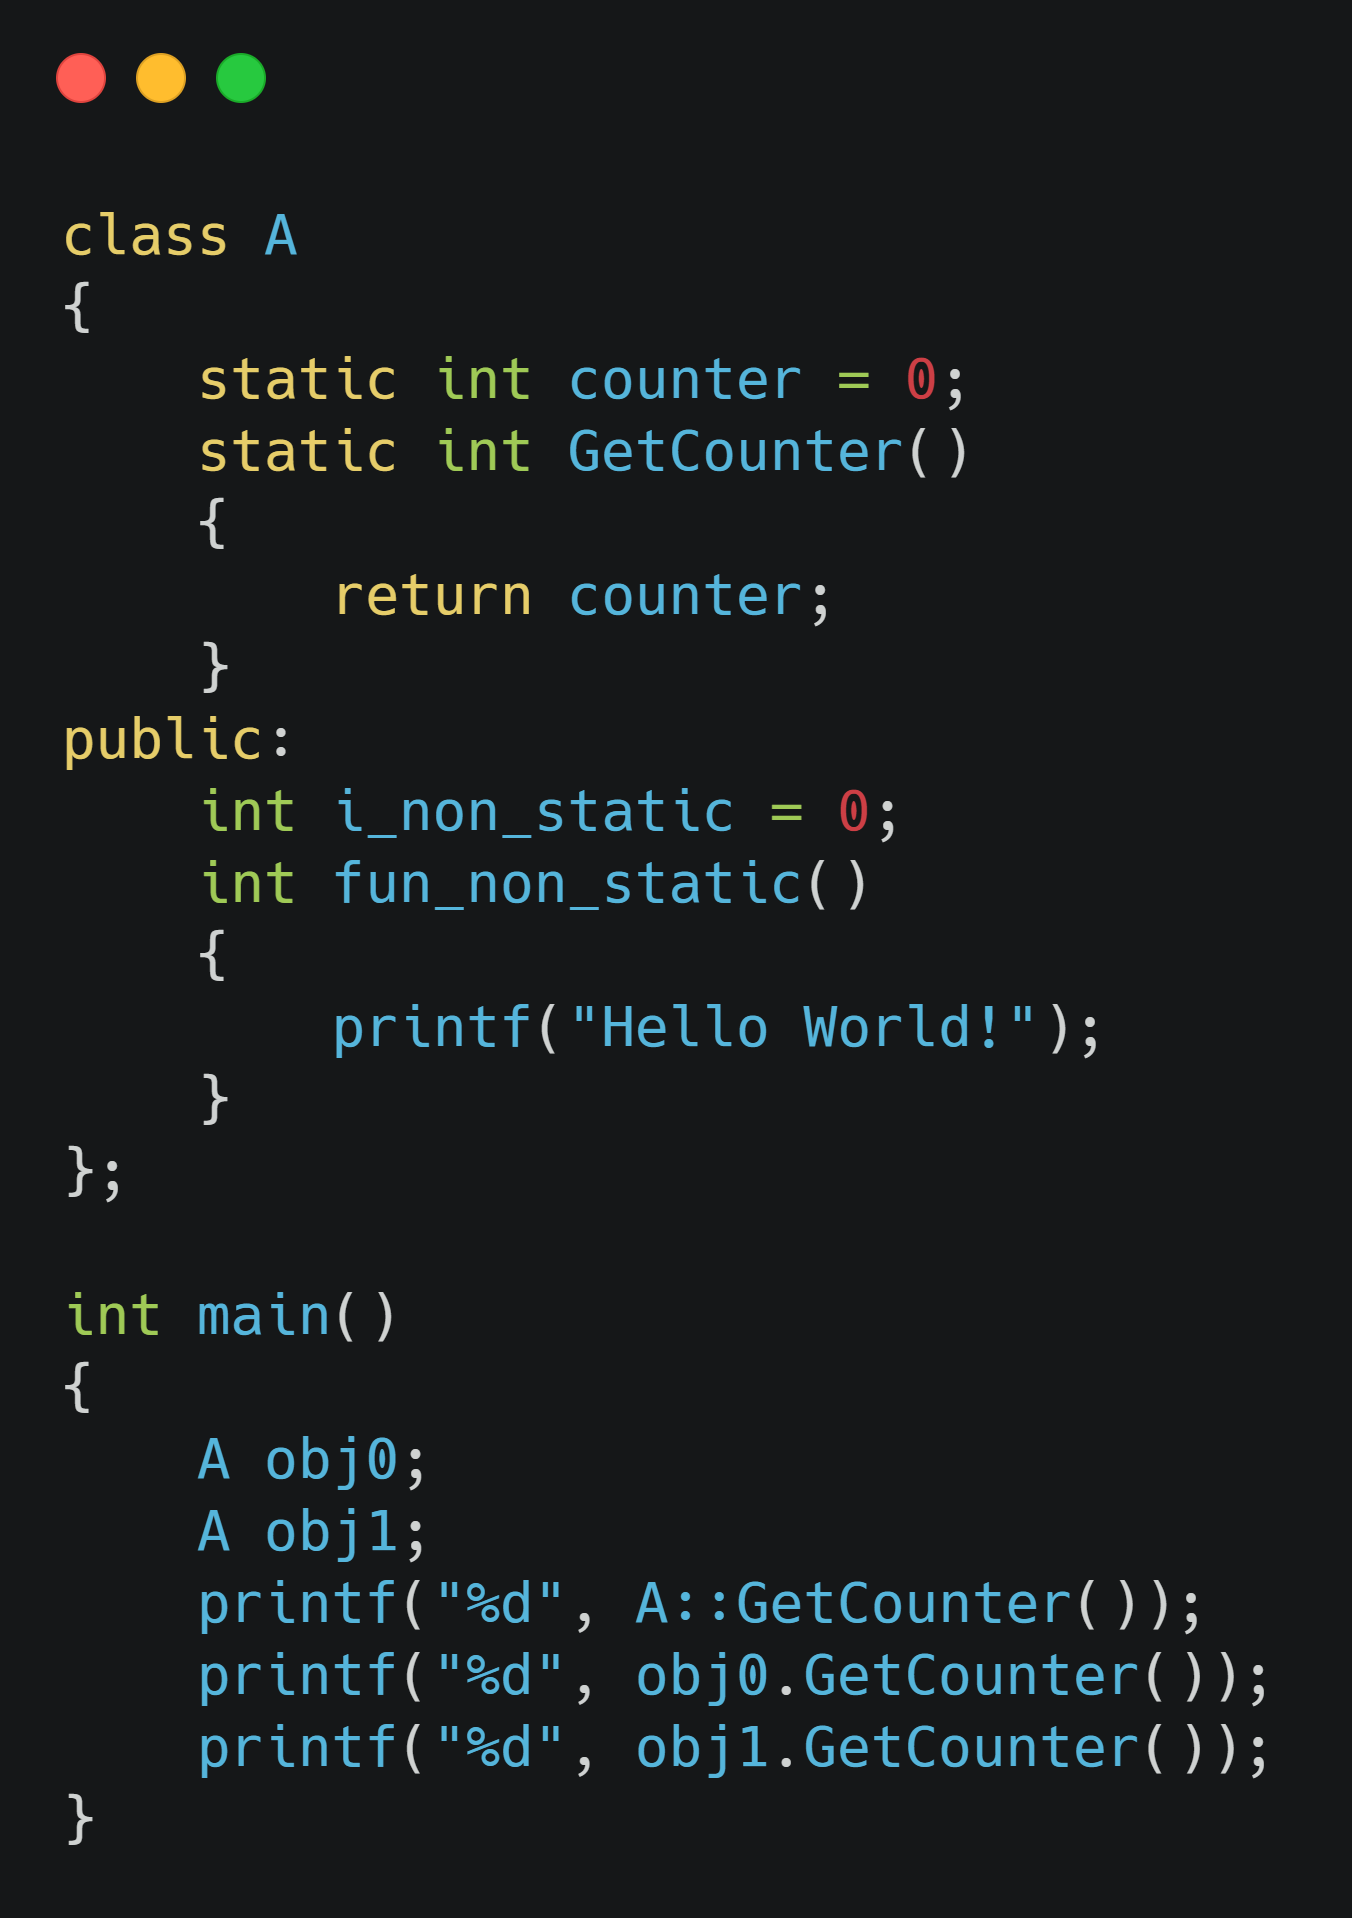 class A
{
    static int counter = 0;
    static int GetCounter()
    {
        return counter;
    }
public:
    int i_non_static = 0;
    int fun_non_static()
    {
        printf("Hello World!");
    }
};

int main()
{
    A obj0;
    A obj1;
    printf("%d", A::GetCounter());
    printf("%d", obj0.GetCounter());
    printf("%d", obj1.GetCounter());
}